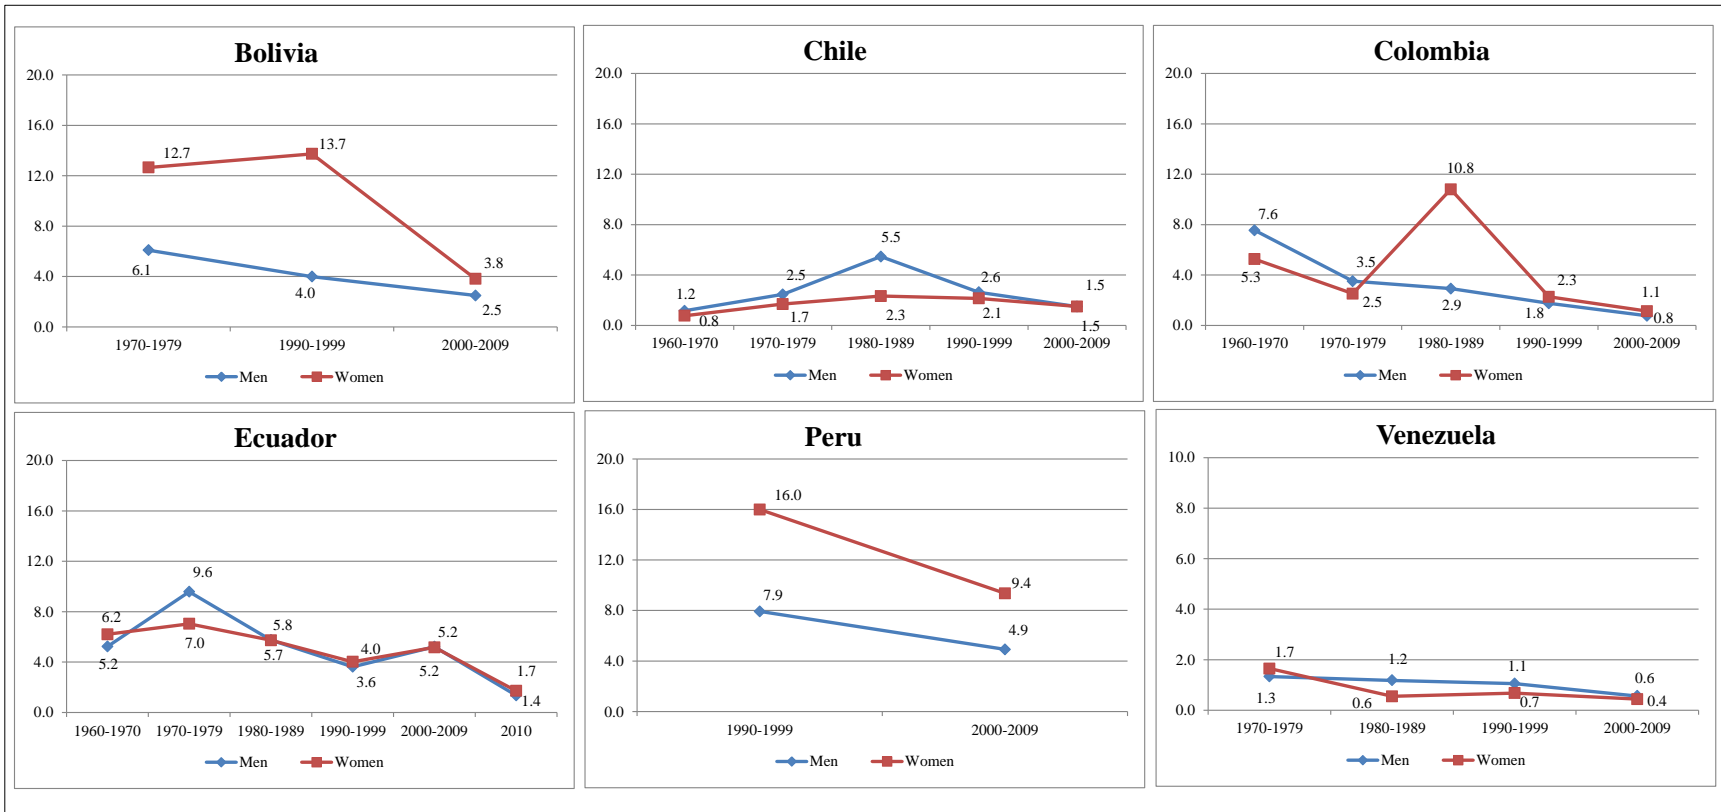 Bolivia
20.0
16.0
12.0
8.0
4.0
0.0
12.7
13.7
3.8
6.1
4.0
2.5
1970-1979 1990-1999 2000-2009
Men Women
Chile
20.0
16.0
12.0
8.0
4.0
0.0
1.2 2.5 5.5 2.6 1.5
0.8 1.7 2.3 2.1 1.5
1960-1970 1970-1979 1980-1989 1990-1999 2000-2009
Men Women
Colombia
20.0
16.0
12.0
8.0
4.0
0.0
7.6 3.5 10.8 2.3 1.1
5.3 2.5 2.9 1.8 0.8
1960-1970 1970-1979 1980-1989 1990-1999 2000-2009
Men Women
Ecuador
20.0
16.0
12.0
8.0
4.0
0.0
6.2 9.6 5.8 4.0 5.2 1.7
5.2 7.0 5.7 3.6 5.2 1.4
1960-1970 1970-1979 1980-1989 1990-1999 2000-2009 2010
Men Women
Peru
20.0
16.0
12.0
8.0
4.0
0.0
16.0 9.4
7.9 4.9
1990-1999 2000-2009
Men Women
Venezuela
10.0
8.0
6.0
4.0
2.0
0.0
1.7 1.2 1.1 0.6
1.3 0.6 0.7 0.4
1970-1979 1980-1989 1990-1999 2000-2009
Men Women